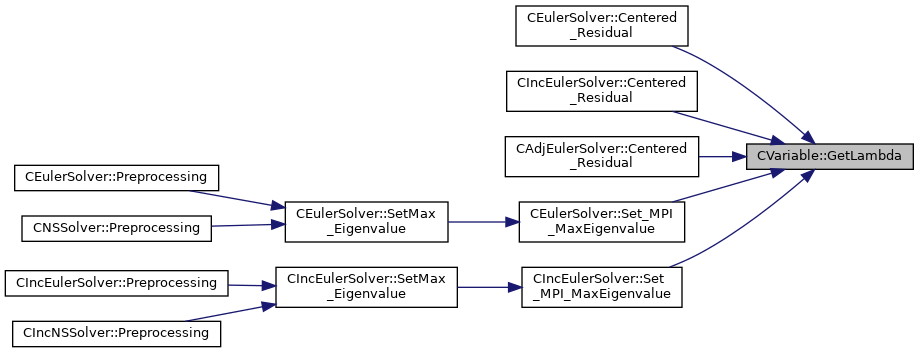 CEulerSolver::Centered
_Residual
CIncEulerSolver::Centered
_Residual
CAdjEulerSolver::Centered
_Residual
CVariable::GetLambda
CEulerSolver::Preprocessing
CNSSolver::Preprocessing
CEulerSolver::SetMax
_Eigenvalue
CEulerSolver::Set_MPI
_MaxEigenvalue
CIncEulerSolver::Preprocessing
CIncNSSolver::Preprocessing
CIncEulerSolver::SetMax
_Eigenvalue
CIncEulerSolver::Set
_MPI_MaxEigenvalue